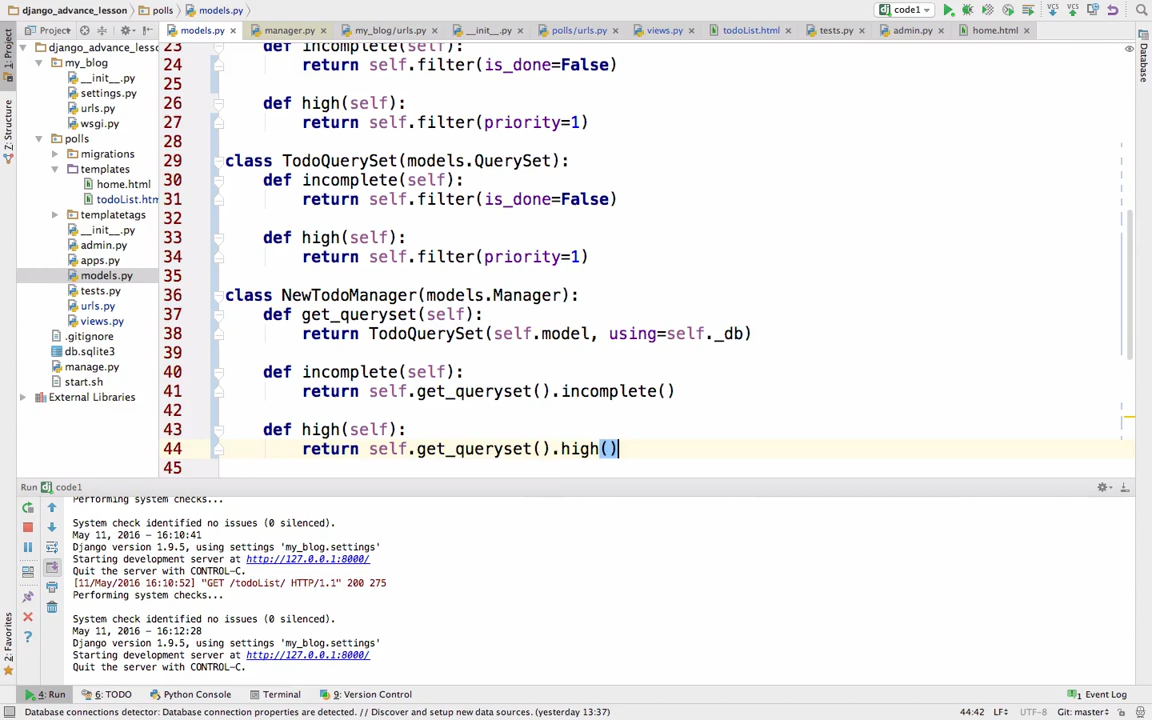 django_advance_lesson polls models.py code1
Project models.py manager.py my_blog/urls.py __init__.py polls/urls.py views.py todoList.html tests.py admin.py home.html
1: Project
7: Structure
2: Favorites
Database
django_advance_lesso
my_blog
__init__.py
settings.py
urls.py
wsgi.py
polls
migrations
templates
home.html
todoList.htm
templatetags
__init__.py
admin.py
apps.py
models.py
tests.py
urls.py
views.py
.gitignore
db.sqlite3
manage.py
start.sh
External Libraries
23 def incomplete(self):
24 return self.filter(is_done=False)
25
26 def high(self):
27 return self.filter(priority=1)
28
29 class TodoQuerySet(models.QuerySet):
30 def incomplete(self):
31 return self.filter(is_done=False)
32
33 def high(self):
34 return self.filter(priority=1)
35
36 class NewTodoManager(models.Manager):
37 def get_queryset(self):
38 return TodoQuerySet(self.model, using=self._db)
39
40 def incomplete(self):
41 return self.get_queryset().incomplete()
42
43 def high(self):
44 return self.get_queryset().high()
45
Run code1
Performing system checks...
System check identified no issues (0 silenced).
May 11, 2016 - 16:10:41
Django version 1.9.5, using settings 'my_blog.settings'
Starting development server at http://127.0.0.1:8000/
Quit the server with CONTROL-C.
[11/May/2016 16:10:52] "GET /todoList/ HTTP/1.1" 200 275
Performing system checks...
System check identified no issues (0 silenced).
May 11, 2016 - 16:12:28
Django version 1.9.5, using settings 'my_blog.settings'
Starting development server at http://127.0.0.1:8000/
Quit the server with CONTROL-C.
4: Run 6: TODO Python Console Terminal 9: Version Control 1 Event Log
Database connections detector: Database connection properties are detected. // Discover and setup new data sources. (yesterday 13:37) 44:42 LF UTF-8 Git: master